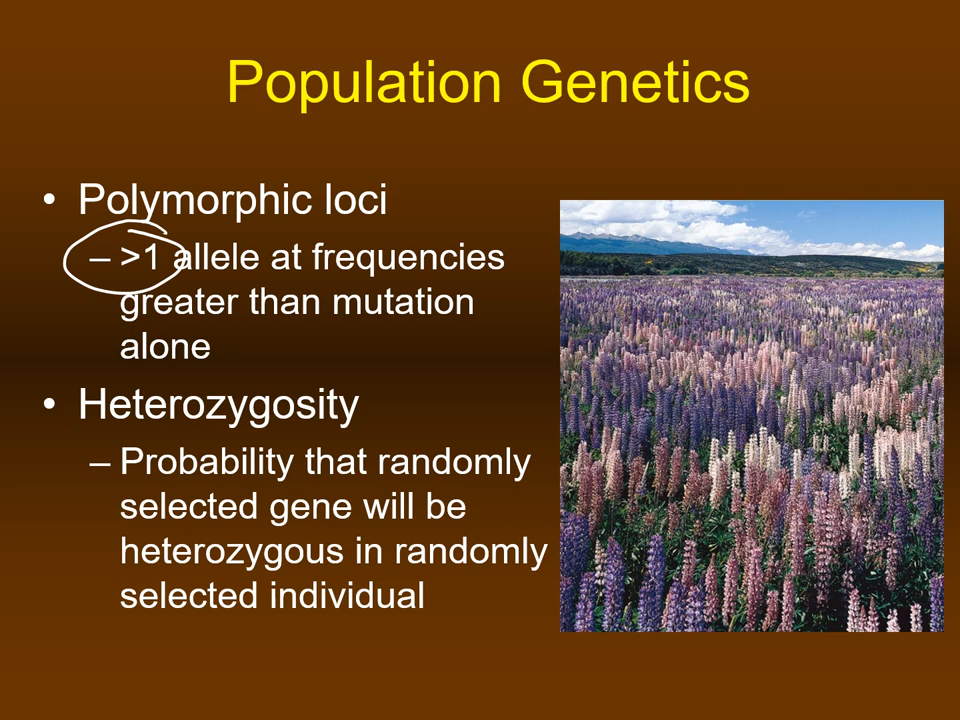 Population Genetics
• Polymorphic loci
– >1 allele at frequencies
greater than mutation
alone
• Heterozygosity
– Probability that randomly
selected gene will be
heterozygous in randomly
selected individual